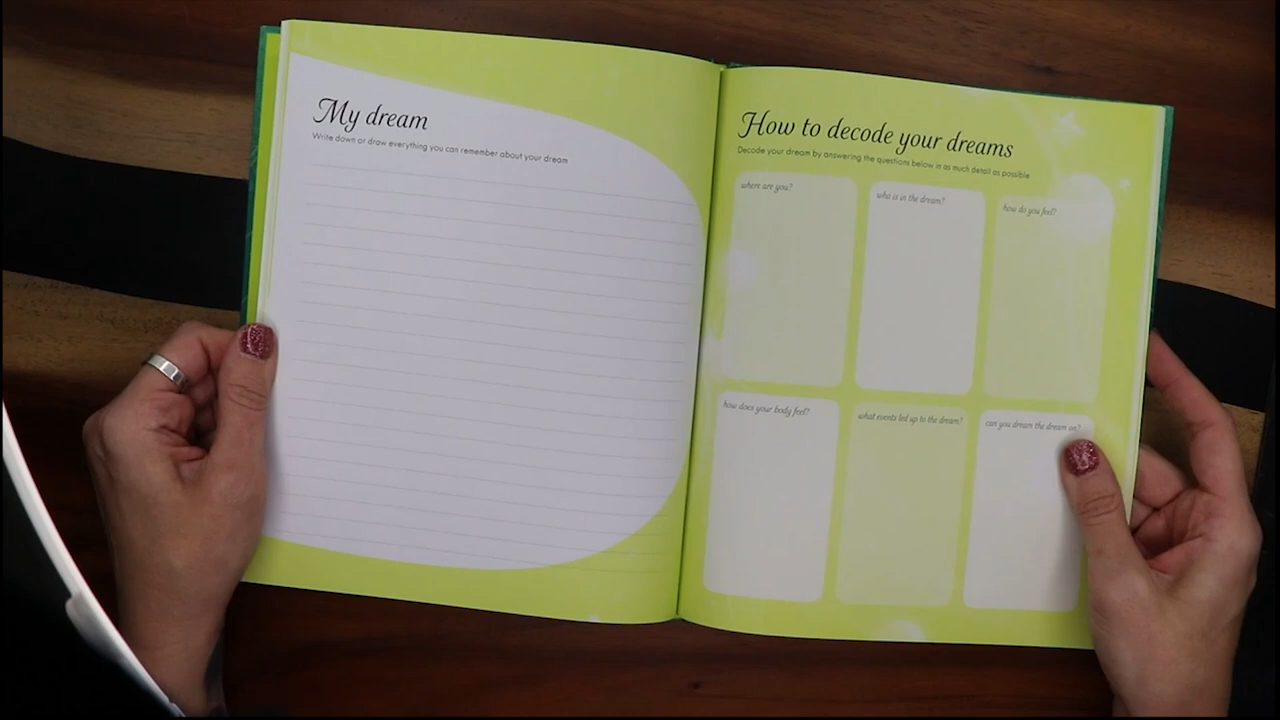 My dream
Write down or draw everything you can remember about your dream
How to decode your dreams
Decode your dream by answering the questions below in as much detail as possible
where are you?
who is in the dream?
how do you feel?
how does your body feel?
what events led up to the dream?
can you dream the dream on?